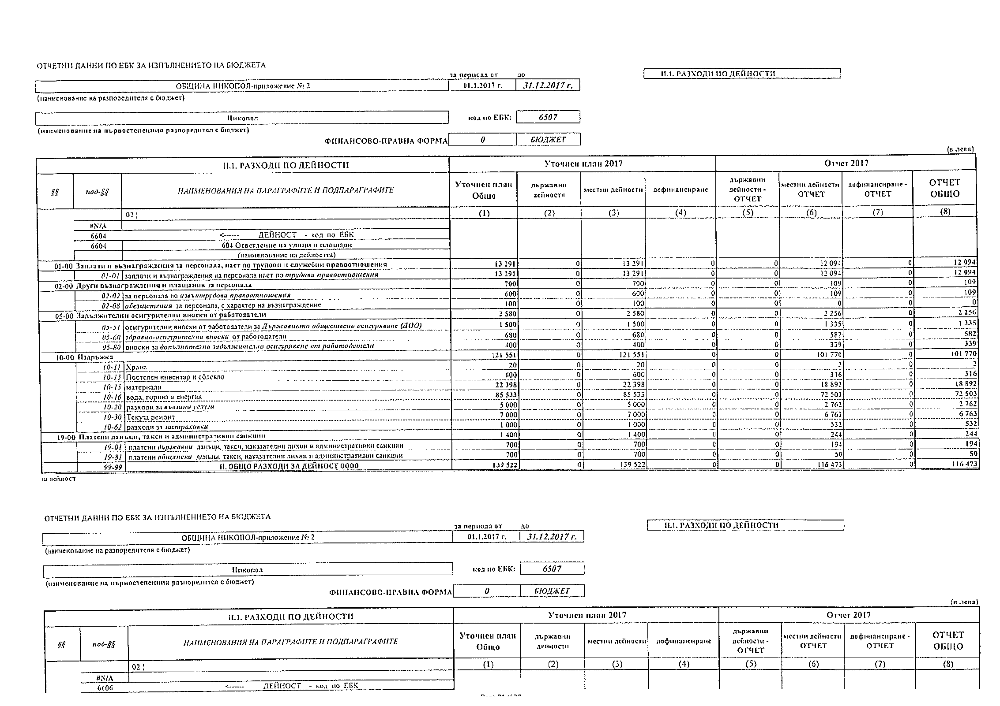 ОТЧЕТНИ ДАННИ ПО ЕБК ЗА ИЗПЪЛНЕНИЕТО НА БЮДЖЕТА
за периода от до
II.1. РАЗХОДИ ПО ДЕЙНОСТИ
ОБЩИНА НИКОПОЛ-приложение № 2 01.1.2017 г. 31.12.2017 г.
(наименование на разпоредителя с бюджет)
Никопол код по ЕБК: 6507
(наименование на първостепенния разпоредител с бюджет)
ФИНАНСОВО-ПРАВНА ФОРМА 0 БЮДЖЕТ
(в лева)
II.1. РАЗХОДИ ПО ДЕЙНОСТИ Уточнен план 2017 Отчет 2017
§§ под-§§ НАИМЕНОВАНИЯ НА ПАРАГРАФИТЕ И ПОДПАРАГРАФИТЕ Уточнен план Общо държавни дейности местни дейности дофинансиране държавни дейности - ОТЧЕТ местни дейности ОТЧЕТ дофинансиране - ОТЧЕТ ОТЧЕТ ОБЩО
02 ¦ (1) (2) (3) (4) (5) (6) (7) (8)
#N/A
6604 <------ ДЕЙНОСТ - код по ЕБК
6604 604 Осветление на улици и площади
(наименование на дейността)
01-00 Заплати и възнаграждения за персонала, нает по трудови и служебни правоотношения 13 291 0 13 291 0 0 12 094 0 12 094
01-01 заплати и възнаграждения на персонала нает по трудови правоотношения 13 291 0 13 291 0 0 12 094 0 12 094
02-00 Други възнаграждения и плащания за персонала 700 0 700 0 0 109 0 109
02-02 за персонала по извънтрудови правоотношения 600 0 600 0 0 109 0 109
02-08 обезщетения за персонала, с характер на възнаграждение 100 0 100 0 0 0 0 0
05-00 Задължителни осигурителни вноски от работодатели 2 580 0 2 580 0 0 2 256 0 2 256
05-51 осигурителни вноски от работодатели за Държавното обществено осигуряване (ДОО) 1 500 0 1 500 0 0 1 335 0 1 335
05-60 здравно-осигурителни вноски от работодатели 680 0 680 0 0 582 0 582
05-80 вноски за допълнително задължително осигуряване от работодатели 400 0 400 0 0 339 0 339
10-00 Издръжка 121 551 0 121 551 0 0 101 770 0 101 770
10-11 Храна 20 0 20 0 0 2 0 2
10-13 Постелен инвентар и облекло 600 0 600 0 0 316 0 316
10-15 материали 22 398 0 22 398 0 0 18 892 0 18 892
10-16 вода, горива и енергия 85 533 0 85 533 0 0 72 503 0 72 503
10-20 разходи за външни услуги 5 000 0 5 000 0 0 2 762 0 2 762
10-30 Текущ ремонт 7 000 0 7 000 0 0 6 763 0 6 763
10-62 разходи за застраховки 1 000 0 1 000 0 0 532 0 532
19-00 Платени данъци, такси и административни санкции 1 400 0 1 400 0 0 244 0 244
19-01 платени държавни данъци, такси, наказателни лихви и административни санкции 700 0 700 0 0 194 0 194
19-81 платени общински данъци, такси, наказателни лихви и административни санкции 700 0 700 0 0 50 0 50
99-99 II. ОБЩО РАЗХОДИ ЗА ДЕЙНОСТ 0000 139 522 0 139 522 0 0 116 473 0 116 473
за дейност
ОТЧЕТНИ ДАННИ ПО ЕБК ЗА ИЗПЪЛНЕНИЕТО НА БЮДЖЕТА
за периода от до
II.1. РАЗХОДИ ПО ДЕЙНОСТИ
ОБЩИНА НИКОПОЛ-приложение № 2 01.1.2017 г. 31.12.2017 г.
(наименование на разпоредителя с бюджет)
Никопол код по ЕБК: 6507
(наименование на първостепенния разпоредител с бюджет)
ФИНАНСОВО-ПРАВНА ФОРМА 0 БЮДЖЕТ
(в лева)
II.1. РАЗХОДИ ПО ДЕЙНОСТИ Уточнен план 2017 Отчет 2017
§§ под-§§ НАИМЕНОВАНИЯ НА ПАРАГРАФИТЕ И ПОДПАРАГРАФИТЕ Уточнен план Общо държавни дейности местни дейности дофинансиране държавни дейности - ОТЧЕТ местни дейности ОТЧЕТ дофинансиране - ОТЧЕТ ОТЧЕТ ОБЩО
02 ¦ (1) (2) (3) (4) (5) (6) (7) (8)
#N/A
6606 <------ ДЕЙНОСТ - код по ЕБК